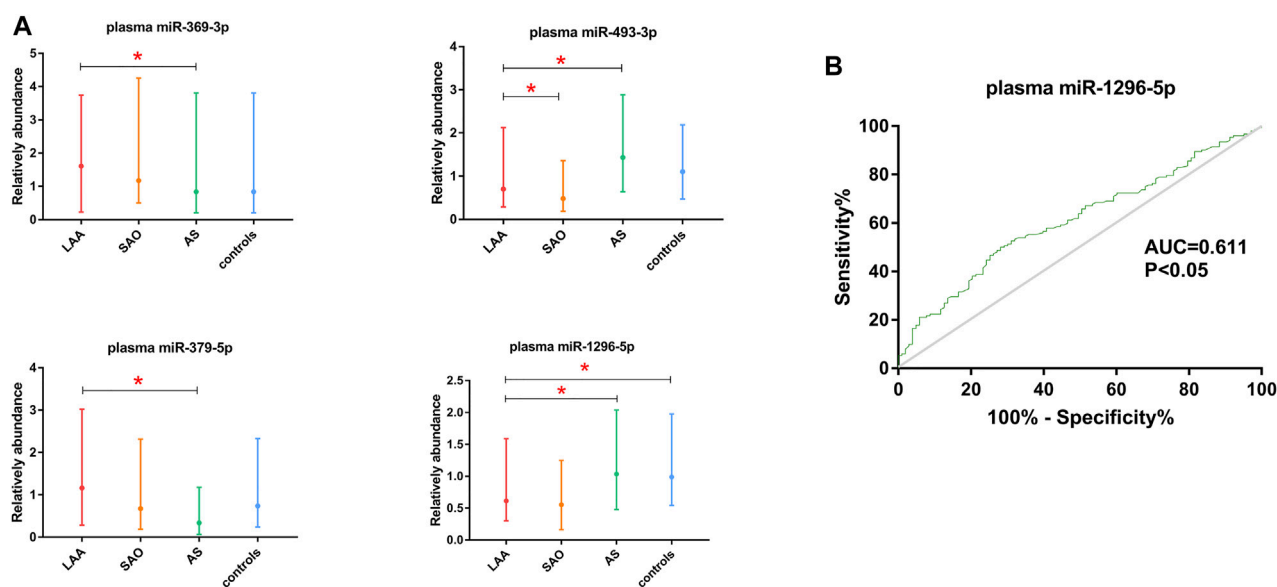 A
plasma miR-369-3p
Relatively abundance
5
4
3
2
1
0
LAA
SAO
AS
controls
*
plasma miR-493-3p
Relatively abundance
4
3
2
1
0
LAA
SAO
AS
controls
*
*
plasma miR-379-5p
Relatively abundance
4
3
2
1
0
LAA
SAO
AS
controls
*
plasma miR-1296-5p
Relatively abundance
2.5
2.0
1.5
1.0
0.5
0.0
LAA
SAO
AS
controls
*
*
B
plasma miR-1296-5p
Sensitivity%
100
80
60
40
20
0
0 20 40 60 80 100
100% - Specificity%
AUC=0.611
P<0.05